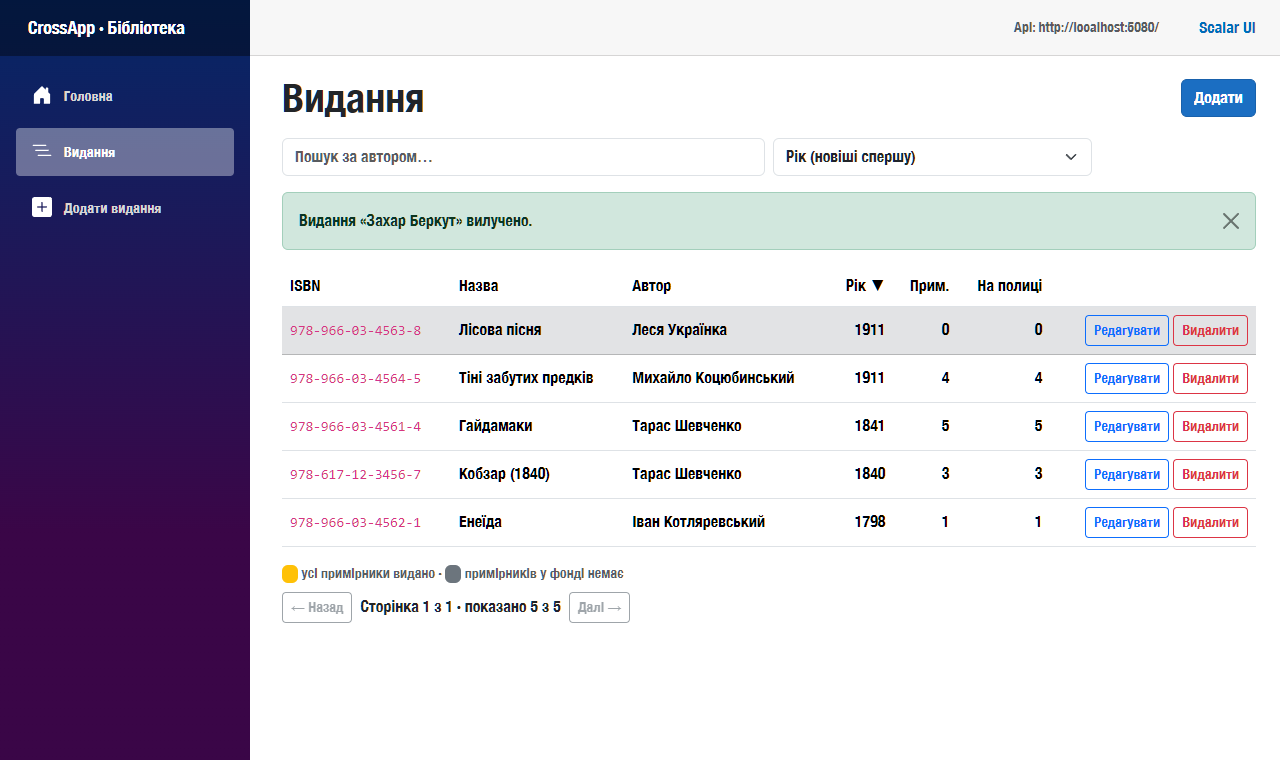 CrossApp • Бібліотека
Api: http://localhost:5080/ Scalar UI
Головна
Видання
Додати видання
Видання
Додати
Пошук за автором…
Рік (новіші спершу)
Видання «Захар Беркут» вилучено.
ISBN Назва Автор Рік ▼ Прим. На полиці
978-966-03-4563-8 Лісова пісня Леся Українка 1911 0 0 Редагувати Видалити
978-966-03-4564-5 Тіні забутих предків Михайло Коцюбинський 1911 4 4 Редагувати Видалити
978-966-03-4561-4 Гайдамаки Тарас Шевченко 1841 5 5 Редагувати Видалити
978-617-12-3456-7 Кобзар (1840) Тарас Шевченко 1840 3 3 Редагувати Видалити
978-966-03-4562-1 Енеїда Іван Котляревський 1798 1 1 Редагувати Видалити
усі примірники видано · примірників у фонді немає
← Назад Сторінка 1 з 1 • показано 5 з 5 Далі →